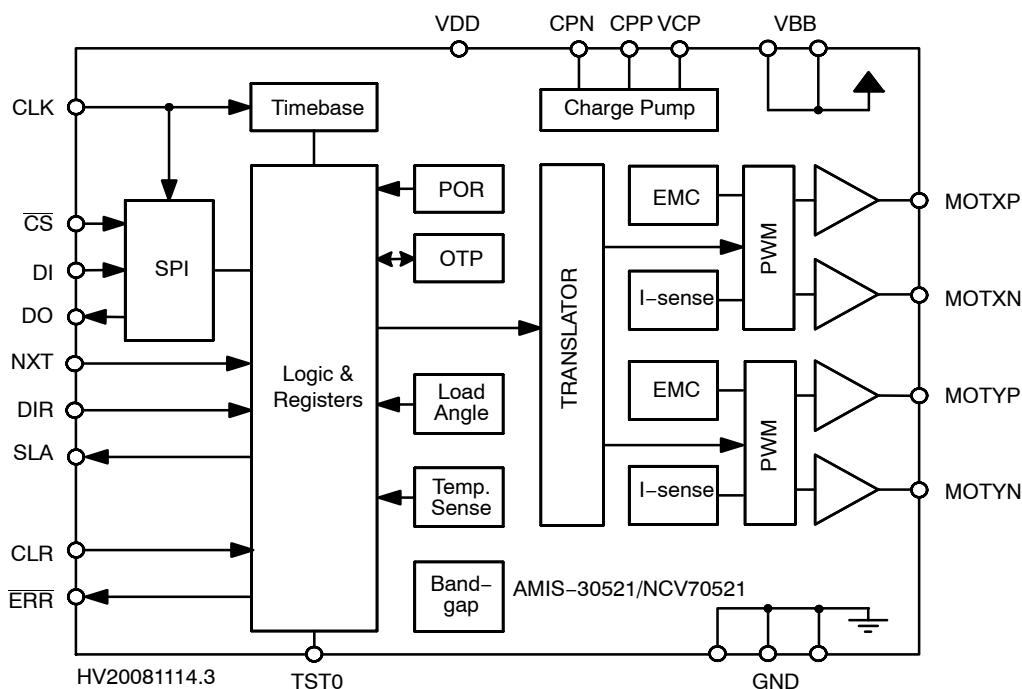 VDD
CPN CPP VCP
VBB
CLK
Timebase
Charge Pump
POR
EMC
MOTXP
CS
SPI
OTP
PWM
DI
TRANSLATOR
I−sense
MOTXN
DO
NXT
Logic &
Registers
EMC
MOTYP
DIR
Load
Angle
PWM
SLA
Temp.
Sense
I−sense
MOTYN
CLR
ERR
Band−
gap
AMIS−30521/NCV70521
HV20081114.3
TST0
GND